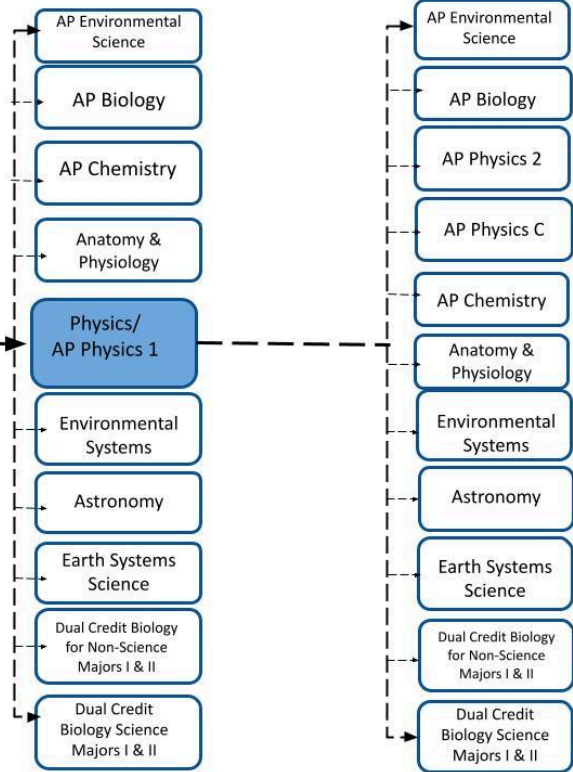 AP Environmental
Science
AP Biology
AP Chemistry
Anatomy &
Physiology
Physics/
AP Physics 1
Environmental
Systems
Astronomy
Earth Systems
Science
Dual Credit Biology
for Non-Science
Majors I & II
Dual Credit
Biology Science
Majors I & II
AP Environmental
Science
AP Biology
AP Physics 2
AP Physics C
AP Chemistry
Anatomy &
Physiology
Environmental
Systems
Astronomy
Earth Systems
Science
Dual Credit Biology
for Non-Science
Majors I & II
Dual Credit
Biology Science
Majors I & II